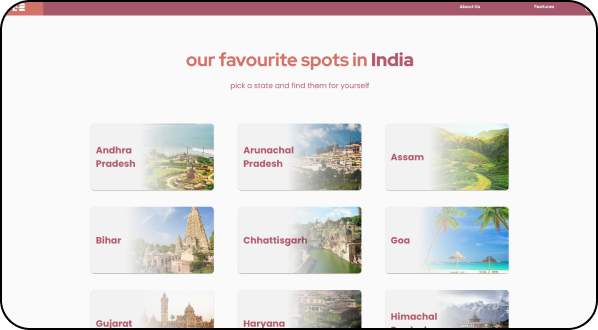 About Us
Features
our favourite spots in India
pick a state and find them for yourself
Andhra
Pradesh
Arunachal
Pradesh
Assam
Bihar
Chhattisgarh
Goa
Gujarat
Haryana
Himachal